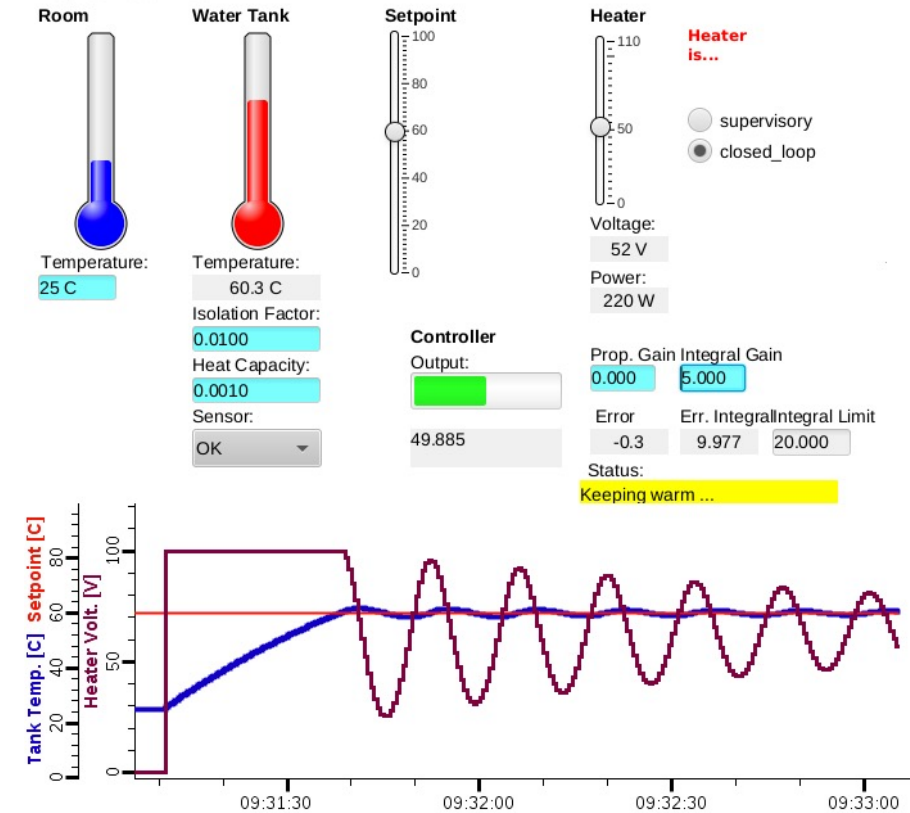 Room
Water Tank
Setpoint
Heater
Heater
is...
100
80
60
40
20
0
110
50
0
supervisory
closed_loop
Voltage:
52 V
Power:
220 W
Temperature:
25 C
Temperature:
60.3 C
Isolation Factor:
0.0100
Heat Capacity:
0.0010
Sensor:
OK
Controller
Output:
49.885
Prop. Gain Integral Gain
0.000 5.000
Error Err. Integral Integral Limit
-0.3 9.977 20.000
Status:
Keeping warm ...
Tank Temp. [C] Setpoint [C]
0 20 40 60 80
Heater Volt. [V]
0 50 100
09:31:30 09:32:00 09:32:30 09:33:00